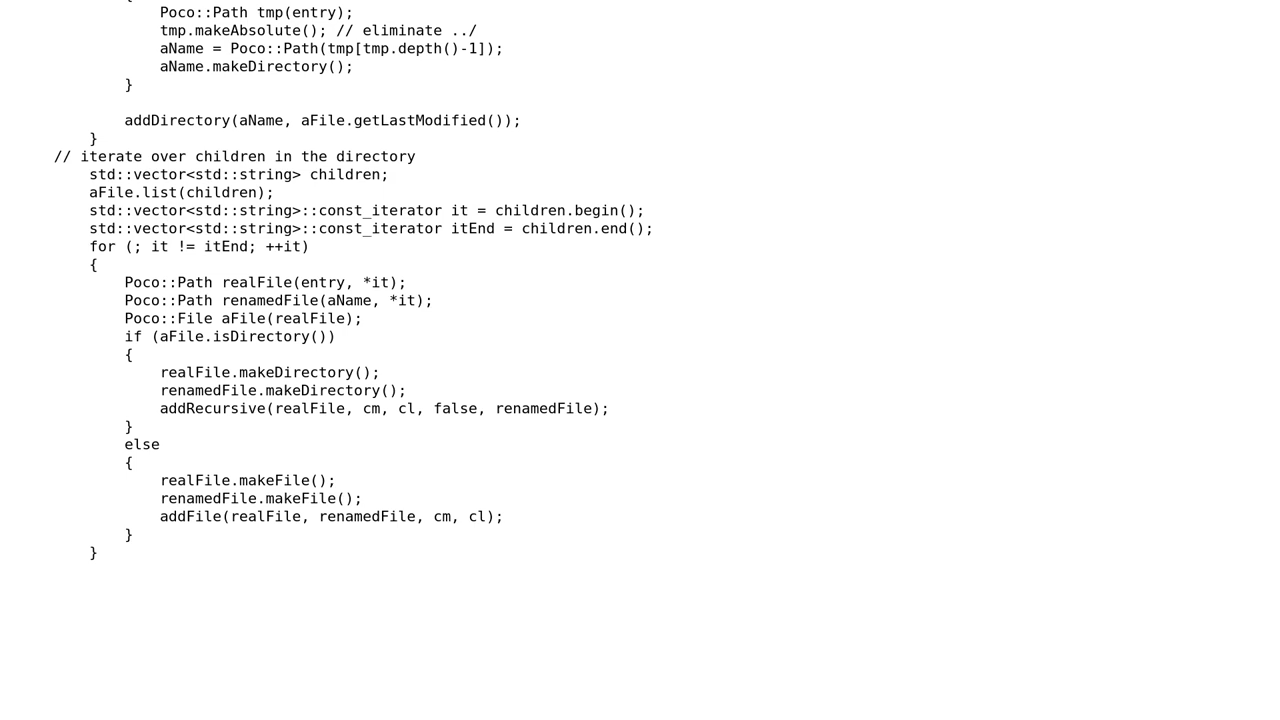 {
                Poco::Path tmp(entry);
                tmp.makeAbsolute(); // eliminate ../
                aName = Poco::Path(tmp[tmp.depth()-1]);
                aName.makeDirectory();
            }

            addDirectory(aName, aFile.getLastModified());
        }
    // iterate over children in the directory
        std::vector<std::string> children;
        aFile.list(children);
        std::vector<std::string>::const_iterator it = children.begin();
        std::vector<std::string>::const_iterator itEnd = children.end();
        for (; it != itEnd; ++it)
        {
            Poco::Path realFile(entry, *it);
            Poco::Path renamedFile(aName, *it);
            Poco::File aFile(realFile);
            if (aFile.isDirectory())
            {
                realFile.makeDirectory();
                renamedFile.makeDirectory();
                addRecursive(realFile, cm, cl, false, renamedFile);
            }
            else
            {
                realFile.makeFile();
                renamedFile.makeFile();
                addFile(realFile, renamedFile, cm, cl);
            }
        }